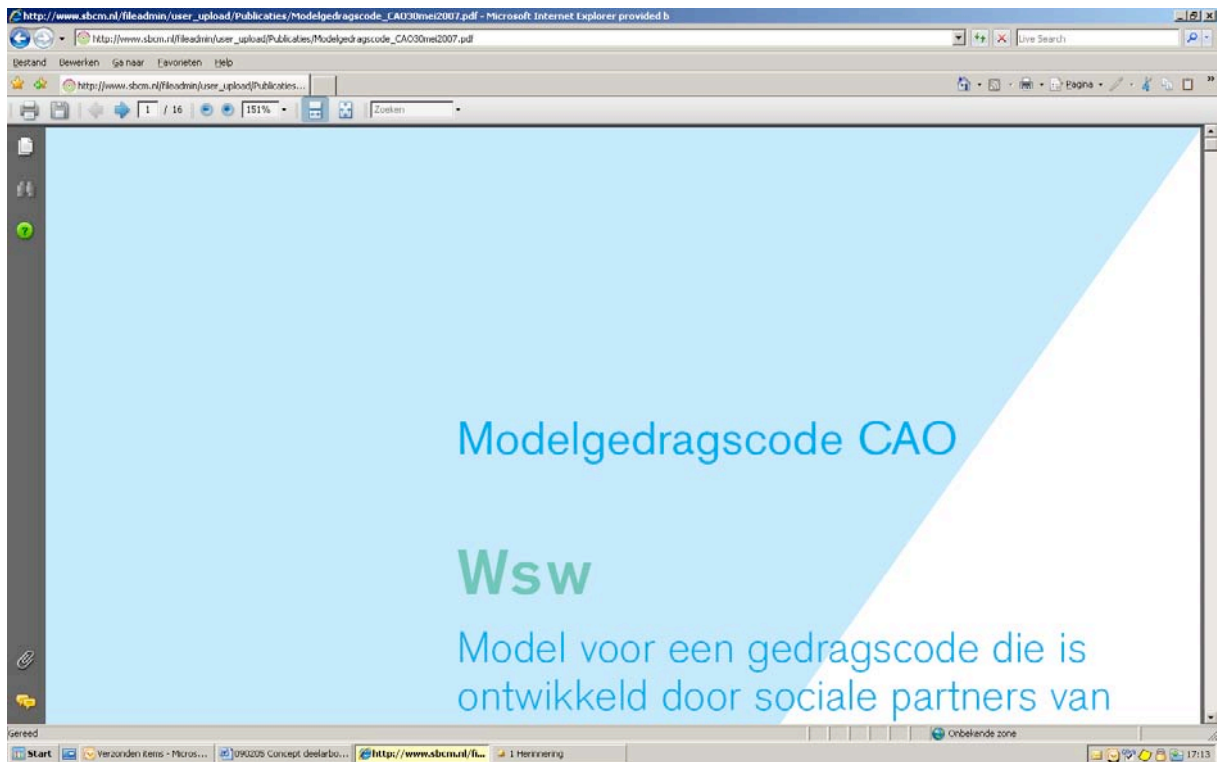 http://www.sbcm.nl/fileadmin/user_upload/Publicaties/Modelgedragscode_CAO30mei2007.pdf - Microsoft Internet Explorer provided b
http://www.sbcm.nl/fileadmin/user_upload/Publicaties/Modelgedragscode_CAO30mei2007.pdf
Live Search
Bestand Bewerken Ga naar Favorieten Help
http://www.sbcm.nl/fileadmin/user_upload/Publicaties...
Pagina
1 / 16
151%
Zoeken
Modelgedragscode CAO
Wsw
Model voor een gedragscode die is
ontwikkeld door sociale partners van
Gereed
Onbekende zone
Start
Verzonden items - Micros...
090205 Concept deelarbo...
http://www.sbcm.nl/fi...
1 Herinnering
17:13